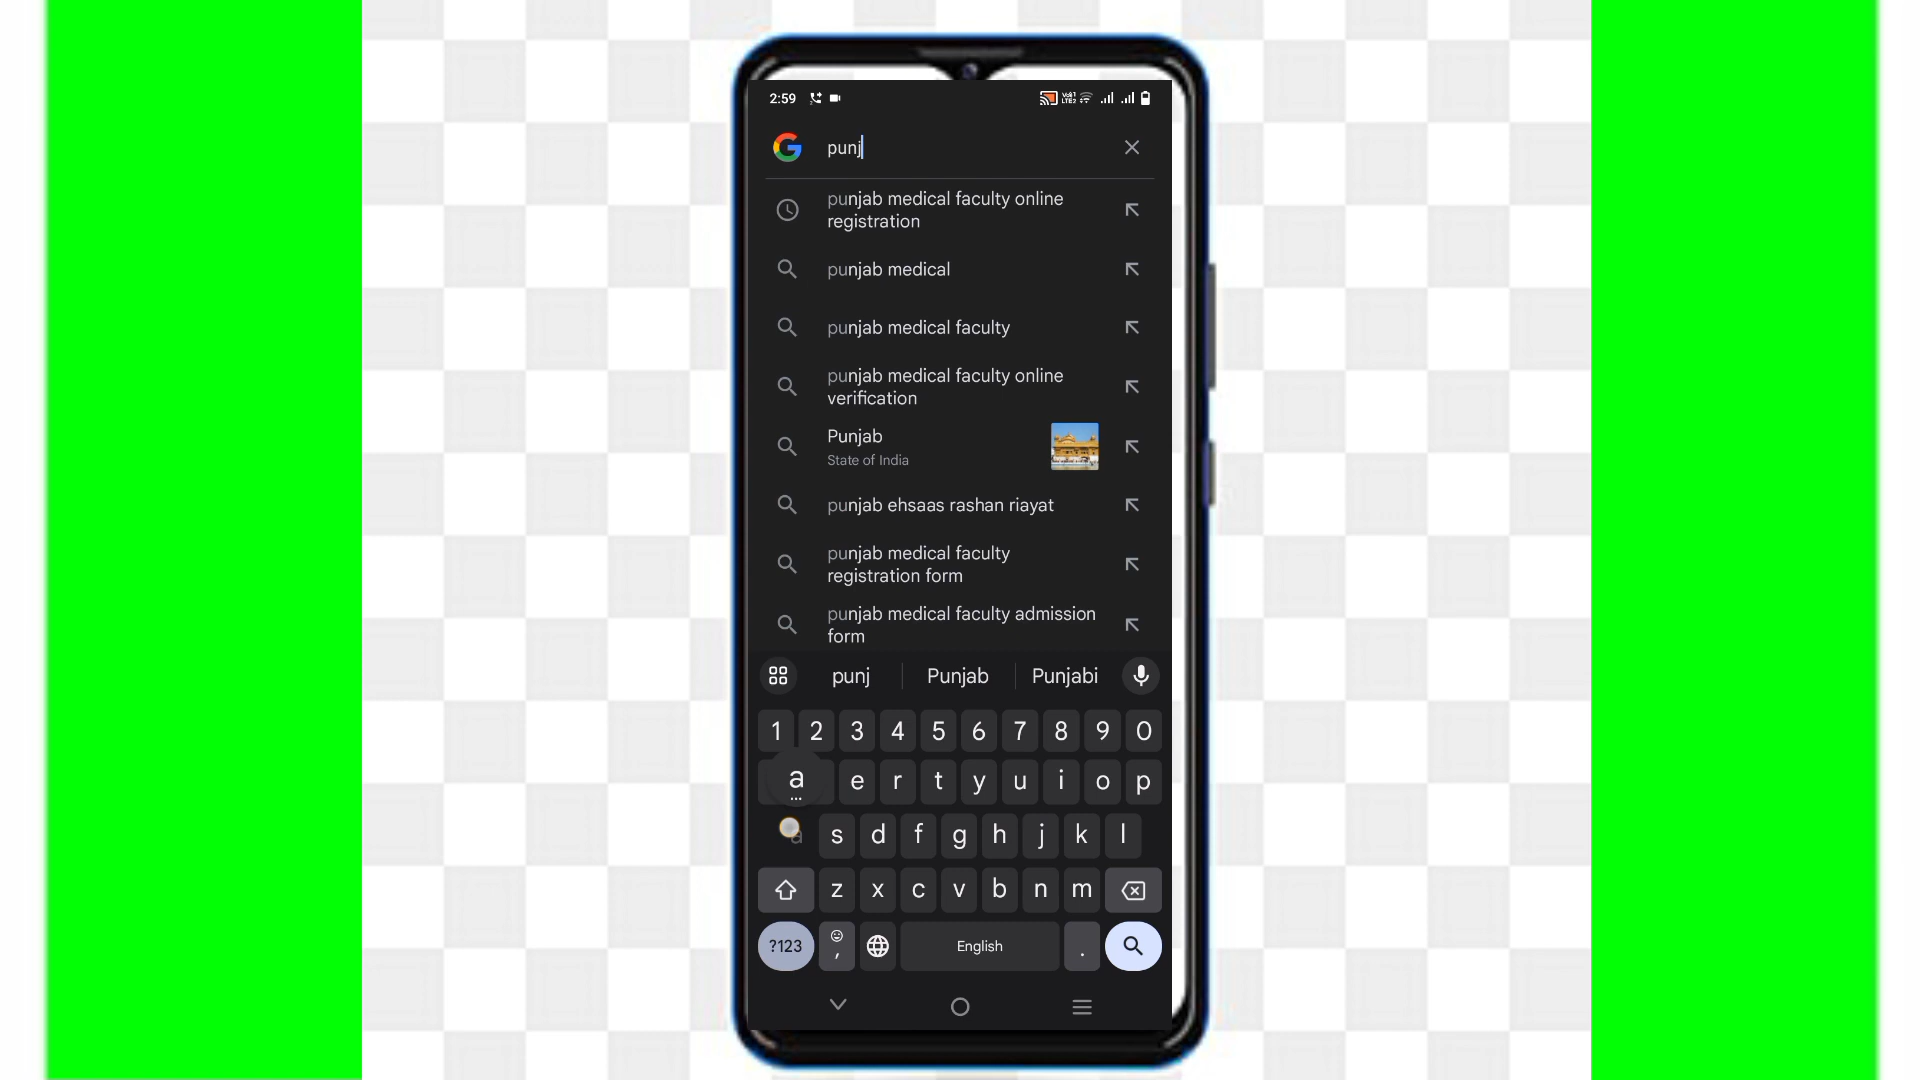 2:59
punj
punjab medical faculty online
registration
punjab medical
punjab medical faculty
punjab medical faculty online
verification
Punjab
State of India
punjab ehsaas rashan riayat
punjab medical faculty
registration form
punjab medical faculty admission
form
punj Punjab Punjabi
1 2 3 4 5 6 7 8 9 0
a e r t y u i o p
a s d f g h j k l
z x c v b n m
?123 , English .